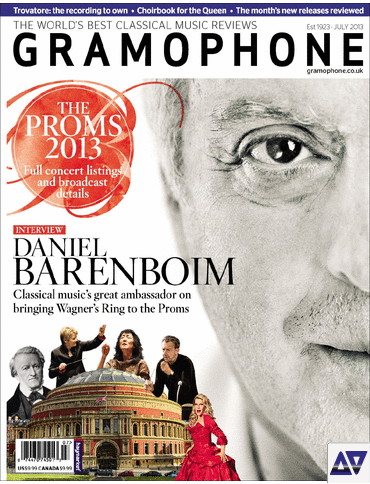 Trovatore: the recording to own • Choirbook for the Queen • The month's new releases reviewed
THE WORLD'S BEST CLASSICAL MUSIC REVIEWS
Est 1923 · JULY 2013
GRAMOPHONE
gramophone.co.uk
THE
PROMS
2013
Full concert listings
and broadcast
details
INTERVIEW
DANIEL
BARENBOIM
Classical music's great ambassador on
bringing Wagner's Ring to the Proms
haymarket
07
US$9.99 CANADA $9.99